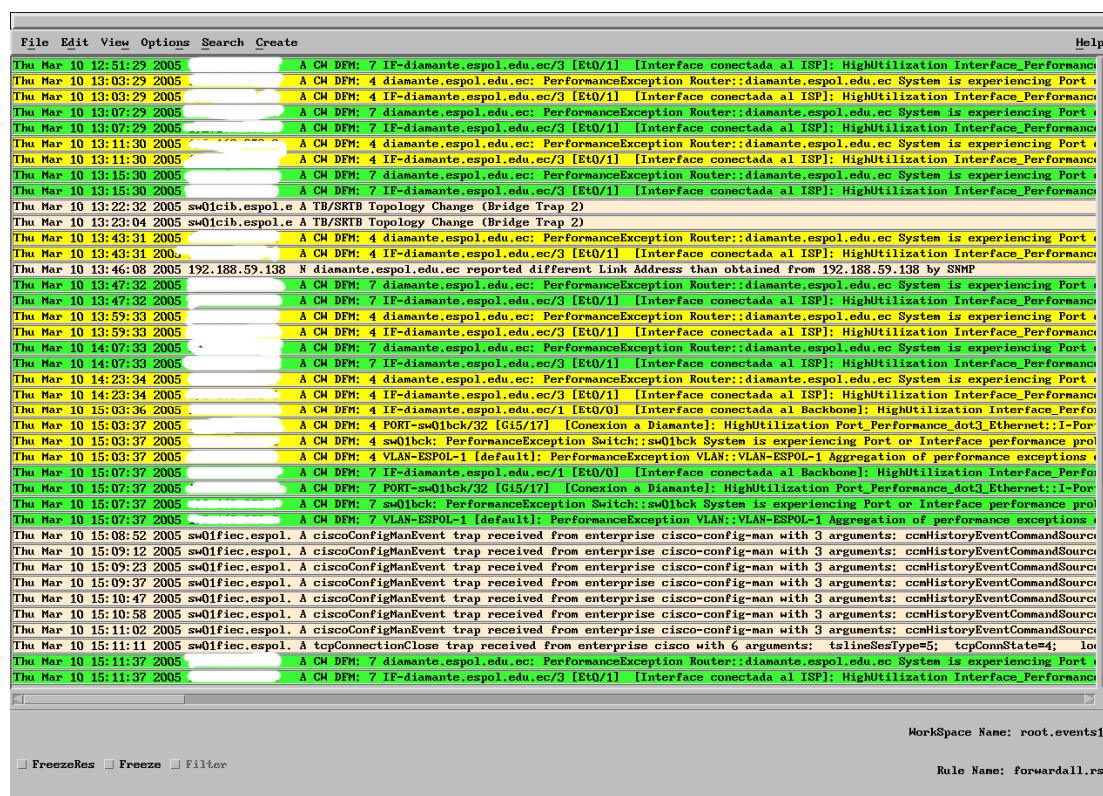 File Edit View Options Search Create Help
Thu Mar 10 12:51:29 2005 A CW DFM: 7 IF-diamante.espol.edu.ec/3 [Et0/1] [Interface conectada al ISP]: HighUtilization Interface_Performance
Thu Mar 10 13:03:29 2005 A CW DFM: 4 diamante.espol.edu.ec: PerformanceException Router::diamante.espol.edu.ec System is experiencing Port
Thu Mar 10 13:03:29 2005 A CW DFM: 4 IF-diamante.espol.edu.ec/3 [Et0/1] [Interface conectada al ISP]: HighUtilization Interface_Performance
Thu Mar 10 13:07:29 2005 A CW DFM: 7 diamante.espol.edu.ec: PerformanceException Router::diamante.espol.edu.ec System is experiencing Port
Thu Mar 10 13:07:29 2005 A CW DFM: 7 IF-diamante.espol.edu.ec/3 [Et0/1] [Interface conectada al ISP]: HighUtilization Interface_Performance
Thu Mar 10 13:11:30 2005 A CW DFM: 4 diamante.espol.edu.ec: PerformanceException Router::diamante.espol.edu.ec System is experiencing Port
Thu Mar 10 13:11:30 2005 A CW DFM: 4 IF-diamante.espol.edu.ec/3 [Et0/1] [Interface conectada al ISP]: HighUtilization Interface_Performance
Thu Mar 10 13:15:30 2005 A CW DFM: 7 diamante.espol.edu.ec: PerformanceException Router::diamante.espol.edu.ec System is experiencing Port
Thu Mar 10 13:15:30 2005 A CW DFM: 7 IF-diamante.espol.edu.ec/3 [Et0/1] [Interface conectada al ISP]: HighUtilization Interface_Performance
Thu Mar 10 13:22:32 2005 sw01cib.espol.e A TB/SRTB Topology Change (Bridge Trap 2)
Thu Mar 10 13:23:04 2005 sw01cib.espol.e A TB/SRTB Topology Change (Bridge Trap 2)
Thu Mar 10 13:43:31 2005 A CW DFM: 4 diamante.espol.edu.ec: PerformanceException Router::diamante.espol.edu.ec System is experiencing Port
Thu Mar 10 13:43:31 2005 A CW DFM: 4 IF-diamante.espol.edu.ec/3 [Et0/1] [Interface conectada al ISP]: HighUtilization Interface_Performance
Thu Mar 10 13:46:08 2005 192.188.59.138 N diamante.espol.edu.ec reported different Link Address than obtained from 192.188.59.138 by SNMP
Thu Mar 10 13:47:32 2005 A CW DFM: 7 diamante.espol.edu.ec: PerformanceException Router::diamante.espol.edu.ec System is experiencing Port
Thu Mar 10 13:47:32 2005 A CW DFM: 7 IF-diamante.espol.edu.ec/3 [Et0/1] [Interface conectada al ISP]: HighUtilization Interface_Performance
Thu Mar 10 13:59:33 2005 A CW DFM: 4 diamante.espol.edu.ec: PerformanceException Router::diamante.espol.edu.ec System is experiencing Port
Thu Mar 10 13:59:33 2005 A CW DFM: 4 IF-diamante.espol.edu.ec/3 [Et0/1] [Interface conectada al ISP]: HighUtilization Interface_Performance
Thu Mar 10 14:07:33 2005 A CW DFM: 7 diamante.espol.edu.ec: PerformanceException Router::diamante.espol.edu.ec System is experiencing Port
Thu Mar 10 14:07:33 2005 A CW DFM: 7 IF-diamante.espol.edu.ec/3 [Et0/1] [Interface conectada al ISP]: HighUtilization Interface_Performance
Thu Mar 10 14:23:34 2005 A CW DFM: 4 diamante.espol.edu.ec: PerformanceException Router::diamante.espol.edu.ec System is experiencing Port
Thu Mar 10 14:23:34 2005 A CW DFM: 4 IF-diamante.espol.edu.ec/3 [Et0/1] [Interface conectada al ISP]: HighUtilization Interface_Performance
Thu Mar 10 15:03:36 2005 A CW DFM: 4 IF-diamante.espol.edu.ec/1 [Et0/0] [Interface conectada al Backbone]: HighUtilization Interface_Perfo
Thu Mar 10 15:03:37 2005 A CW DFM: 4 PORT-sw01bck/32 [Gi5/17] [Conexion a Diamante]: HighUtilization Port_Performance_dot3_Ethernet::I-Por
Thu Mar 10 15:03:37 2005 A CW DFM: 4 sw01bck: PerformanceException Switch::sw01bck System is experiencing Port or Interface performance pro
Thu Mar 10 15:03:37 2005 A CW DFM: 4 VLAN-ESPOL-1 [default]: PerformanceException VLAN::VLAN-ESPOL-1 Aggregation of performance exceptions
Thu Mar 10 15:07:37 2005 A CW DFM: 7 IF-diamante.espol.edu.ec/1 [Et0/0] [Interface conectada al Backbone]: HighUtilization Interface_Perfo
Thu Mar 10 15:07:37 2005 A CW DFM: 7 PORT-sw01bck/32 [Gi5/17] [Conexion a Diamante]: HighUtilization Port_Performance_dot3_Ethernet::I-Por
Thu Mar 10 15:07:37 2005 A CW DFM: 7 sw01bck: PerformanceException Switch::sw01bck System is experiencing Port or Interface performance pro
Thu Mar 10 15:07:37 2005 A CW DFM: 7 VLAN-ESPOL-1 [default]: PerformanceException VLAN::VLAN-ESPOL-1 Aggregation of performance exceptions
Thu Mar 10 15:08:52 2005 sw01fiec.espol. A ciscoConfigManEvent trap received from enterprise cisco-config-man with 3 arguments: ccmHistoryEventCommandSourc
Thu Mar 10 15:09:12 2005 sw01fiec.espol. A ciscoConfigManEvent trap received from enterprise cisco-config-man with 3 arguments: ccmHistoryEventCommandSourc
Thu Mar 10 15:09:23 2005 sw01fiec.espol. A ciscoConfigManEvent trap received from enterprise cisco-config-man with 3 arguments: ccmHistoryEventCommandSourc
Thu Mar 10 15:09:37 2005 sw01fiec.espol. A ciscoConfigManEvent trap received from enterprise cisco-config-man with 3 arguments: ccmHistoryEventCommandSourc
Thu Mar 10 15:10:47 2005 sw01fiec.espol. A ciscoConfigManEvent trap received from enterprise cisco-config-man with 3 arguments: ccmHistoryEventCommandSourc
Thu Mar 10 15:10:58 2005 sw01fiec.espol. A ciscoConfigManEvent trap received from enterprise cisco-config-man with 3 arguments: ccmHistoryEventCommandSourc
Thu Mar 10 15:11:02 2005 sw01fiec.espol. A ciscoConfigManEvent trap received from enterprise cisco-config-man with 3 arguments: ccmHistoryEventCommandSourc
Thu Mar 10 15:11:11 2005 sw01fiec.espol. A tcpConnectionClose trap received from enterprise cisco with 6 arguments: tslineSesType=5; tcpConnState=4; loc
Thu Mar 10 15:11:37 2005 A CW DFM: 7 diamante.espol.edu.ec: PerformanceException Router::diamante.espol.edu.ec System is experiencing Port
Thu Mar 10 15:11:37 2005 A CW DFM: 7 IF-diamante.espol.edu.ec/3 [Et0/1] [Interface conectada al ISP]: HighUtilization Interface_Performance
WorkSpace Name: root.events1
FreezeRes Freeze Filter
Rule Name: forwardall.rs